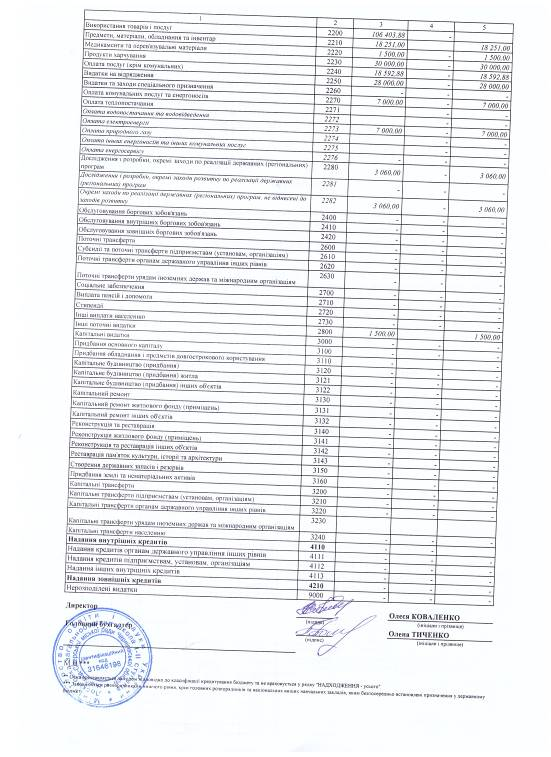 1 2 3 4 5
Використання товарів і послуг 2200 106 403,88 -
Предмети, матеріали, обладнання та інвентар 2210 18 251,00 - 18 251,00
Медикаменти та перев'язувальні матеріали 2220 1 500,00 - 1 500,00
Продукти харчування 2230 30 000,00 - 30 000,00
Оплата послуг (крім комунальних) 2240 18 592,88 - 18 592,88
Видатки на відрядження 2250 28 000,00 - 28 000,00
Видатки та заходи спеціального призначення 2260 - - -
Оплата комунальних послуг та енергоносіїв 2270 7 000,00 - 7 000,00
Оплата теплопостачання 2271 - - -
Оплата водопостачання та водовідведення 2272 - - -
Оплата електроенергії 2273 7 000,00 - 7 000,00
Оплата природного газу 2274 - - -
Оплата інших енергоносіїв та інших комунальних послуг 2275 - - -
Оплата енергосервісу 2276 - - -
Дослідження і розробки, окремі заходи по реалізації державних (регіональних)
програм 2280 3 060,00 - 3 060,00
Дослідження і розробки, окремі заходи розвитку по реалізації державних
(регіональних) програм 2281 - - -
Окремі заходи по реалізації державних (регіональних) програм, не віднесені до
заходів розвитку 2282 3 060,00 - 3 060,00
Обслуговування боргових зобов'язань 2400 - - -
Обслуговування внутрішніх боргових зобов'язань 2410 - - -
Обслуговування зовнішніх боргових зобов'язань 2420 - - -
Поточні трансферти 2600 - - -
Субсидії та поточні трансферти підприємствам (установам, організаціям) 2610 - - -
Поточні трансферти органам державного управління інших рівнів 2620 - - -
Поточні трансферти урядам іноземних держав та міжнародним організаціям 2630 - - -
Соціальне забезпечення 2700 - - -
Виплата пенсій і допомоги 2710 - - -
Стипендії 2720 - - -
Інші виплати населенню 2730 - - -
Інші поточні видатки 2800 1 500,00 - 1 500,00
Капітальні видатки 3000 - - -
Придбання основного капіталу 3100 - - -
Придбання обладнання і предметів довгострокового користування 3110 - - -
Капітальне будівництво (придбання) 3120 - - -
Капітальне будівництво (придбання) житла 3121 - - -
Капітальне будівництво (придбання) інших об'єктів 3122 - - -
Капітальний ремонт 3130 - - -
Капітальний ремонт житлового фонду (приміщень) 3131 - - -
Капітальний ремонт інших об'єктів 3132 - - -
Реконструкція та реставрація 3140 - - -
Реконструкція житлового фонду (приміщень) 3141 - - -
Реконструкція та реставрація інших об'єктів 3142 - - -
Реставрація пам'яток культури, історії та архітектури 3143 - - -
Створення державних запасів і резервів 3150 - - -
Придбання землі та нематеріальних активів 3160 - - -
Капітальні трансферти 3200 - - -
Капітальні трансферти підприємствам (установам, організаціям) 3210 - - -
Капітальні трансферти органам державного управління інших рівнів 3220 - - -
Капітальні трансферти урядам іноземних держав та міжнародним організаціям 3230 - - -
Капітальні трансферти населенню 3240 - - -
Надання внутрішніх кредитів 4110 - - -
Надання кредитів органам державного управління інших рівнів 4111 - - -
Надання кредитів підприємствам, установам, організаціям 4112 - - -
Надання інших внутрішніх кредитів 4113 - - -
Надання зовнішніх кредитів 4210 - - -
Нерозподілені видатки 9000 - - -
Директор Олеся КОВАЛЕНКО
(підпис) (ініціали і прізвище)
Головний бухгалтер Олена ТИЧЕНКО
(підпис) (ініціали і прізвище)
Ідентифікаційний
код
31646198
"НАДХОДЖЕННЯ - усього"